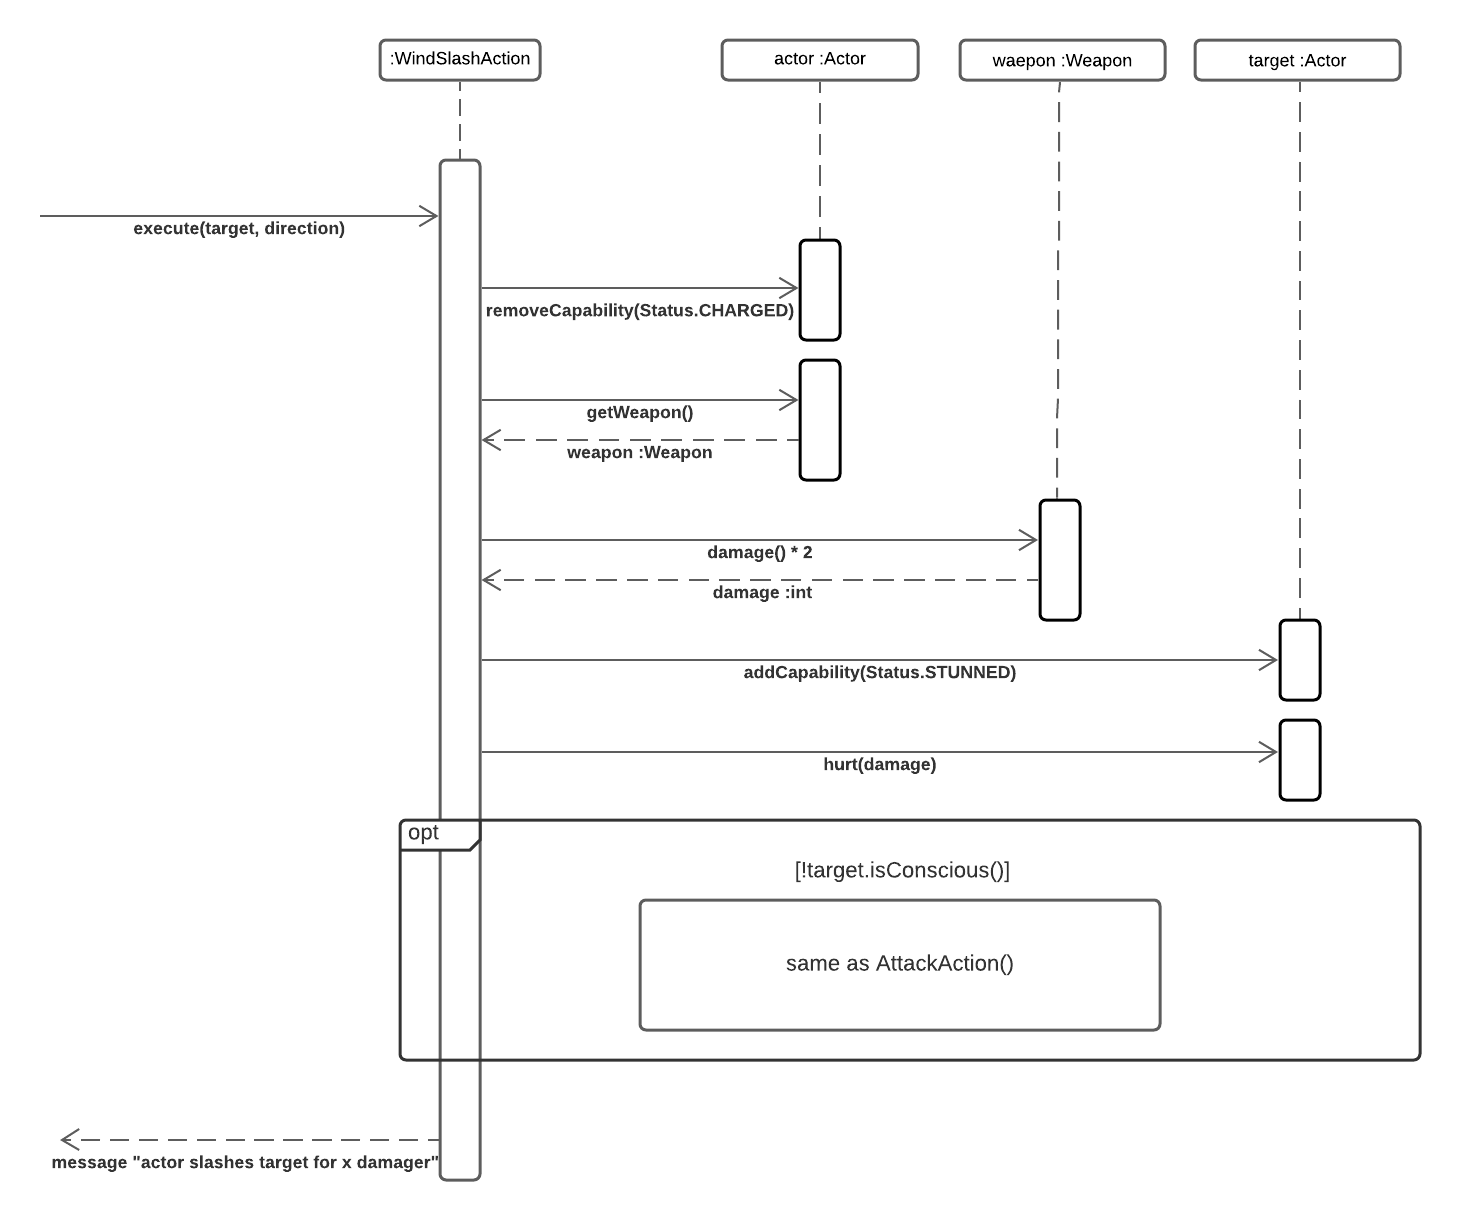 :WindSlashAction
actor :Actor
waepon :Weapon
target :Actor
execute(target, direction)
removeCapability(Status.CHARGED)
getWeapon()
weapon :Weapon
damage() * 2
damage :int
addCapability(Status.STUNNED)
hurt(damage)
opt
[!target.isConscious()]
same as AttackAction()
message "actor slashes target for x damager"